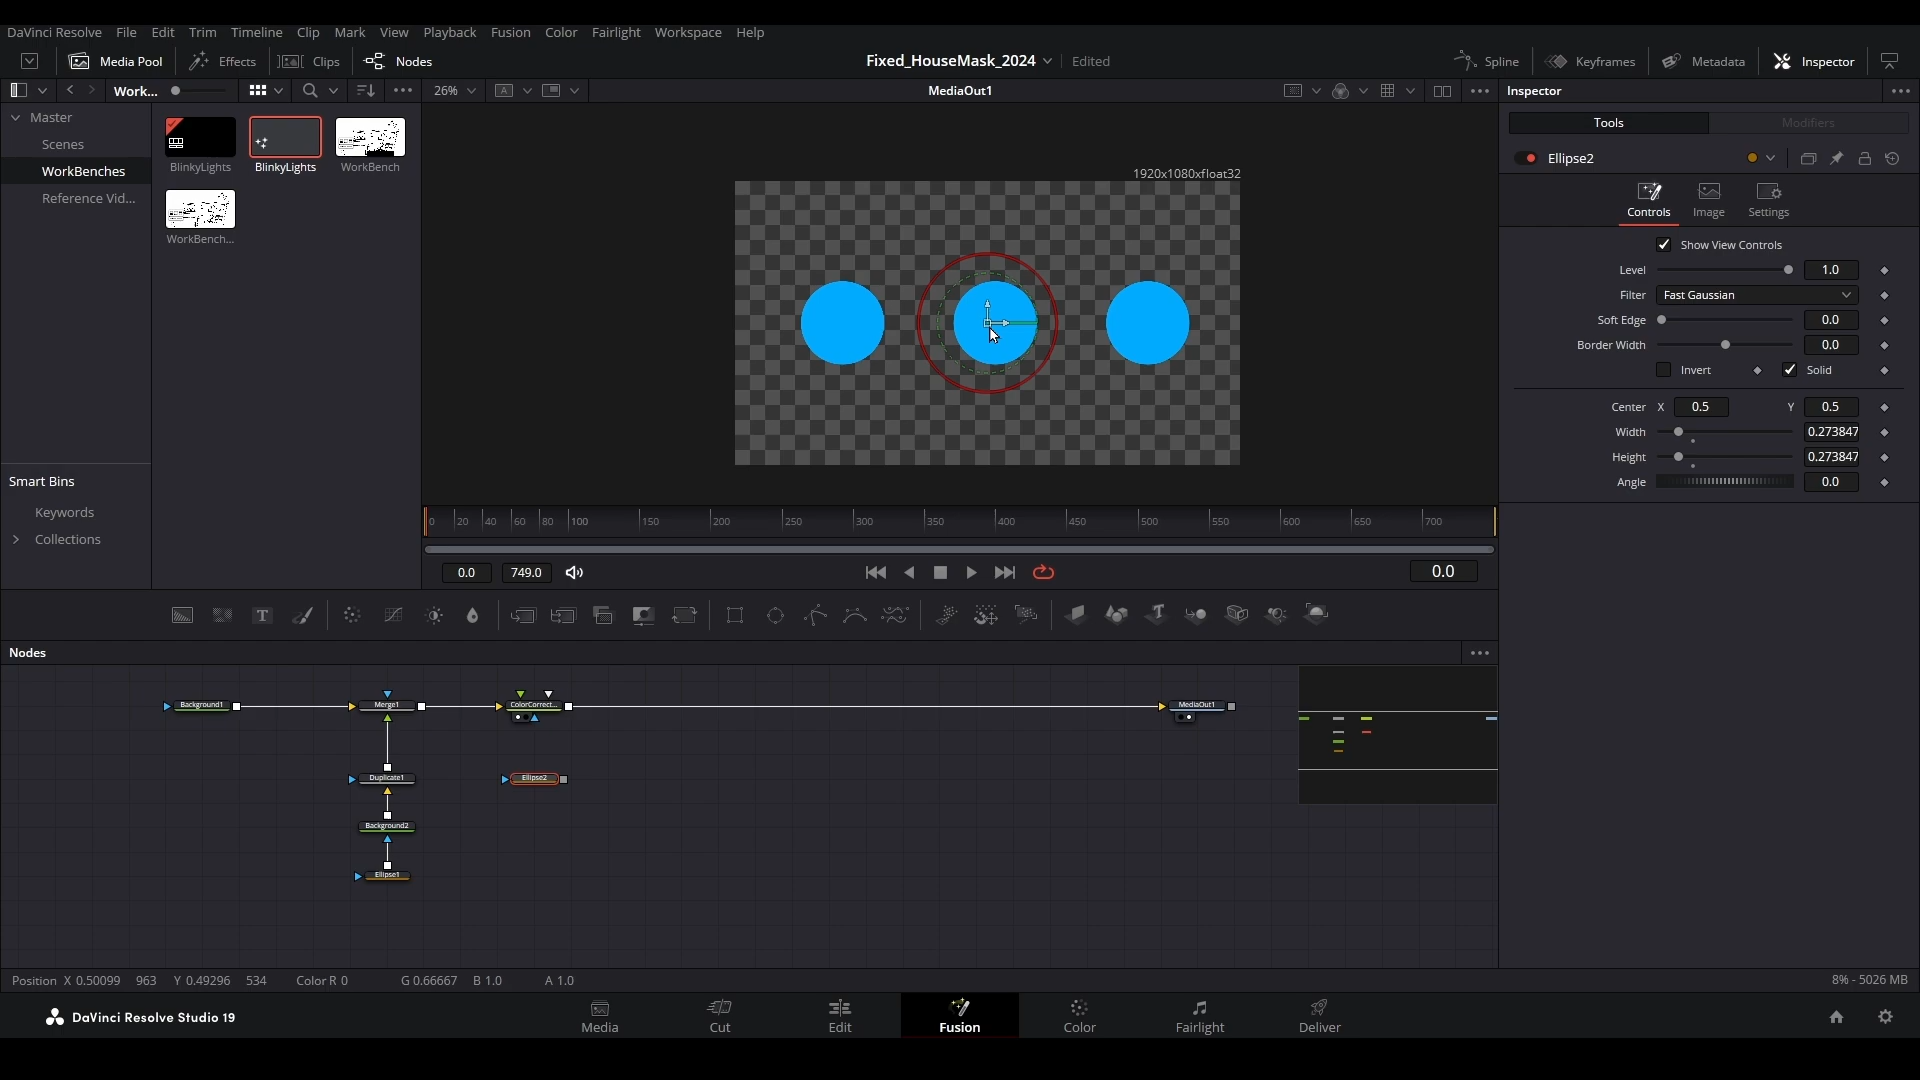 DaVinci Resolve File Edit Trim Timeline Clip Mark View Playback Fusion Color Fairlight Workspace Help
Media Pool Effects Clips Nodes Fixed_HouseMask_2024 Edited Spline Keyframes Metadata Inspector
Work... 26% A MediaOut1 Inspector
Master
Scenes
WorkBenches
Reference Vid...
BlinkyLights BlinkyLights WorkBench
WorkBench...
Smart Bins
Keywords
Collections
1920x1080xfloat32
Tools Modifiers
Ellipse2
Controls Image Settings
Show View Controls
Level 1.0
Filter Fast Gaussian
Soft Edge 0.0
Border Width 0.0
Invert Solid
Center X 0.5 Y 0.5
Width 0.273847
Height 0.273847
Angle 0.0
0 20 40 60 80 100 150 200 250 300 350 400 450 500 550 600 650 700
0.0 749.0 0.0
T T
Nodes
Background1 Merge1 ColorCorrect... MediaOut1
Duplicate1 Ellipse2
Background2
Ellipse1
Position X 0.50099 963 Y 0.49296 534 Color R 0 G 0.66667 B 1.0 A 1.0 8% - 5026 MB
DaVinci Resolve Studio 19 Media Cut Edit Fusion Color Fairlight Deliver